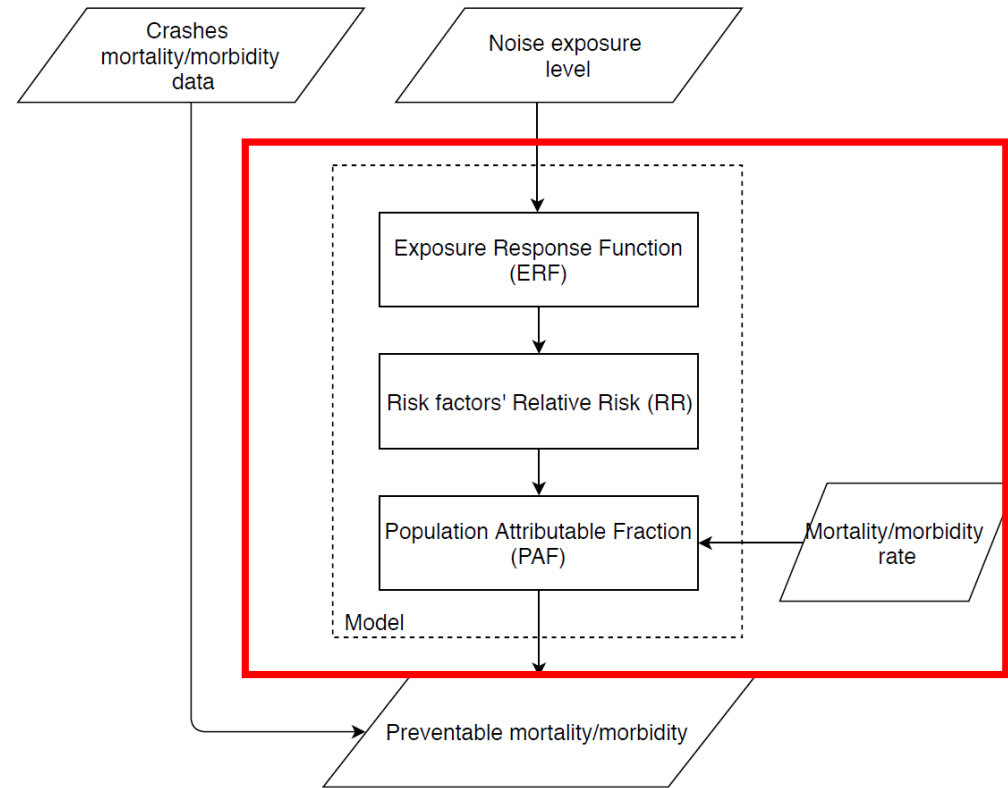 Crashes
mortality/morbidity
data
Noise exposure
level
Exposure Response Function
(ERF)
Risk factors' Relative Risk (RR)
Population Attributable Fraction
(PAF)
Mortality/morbidity
rate
Model
Preventable mortality/morbidity